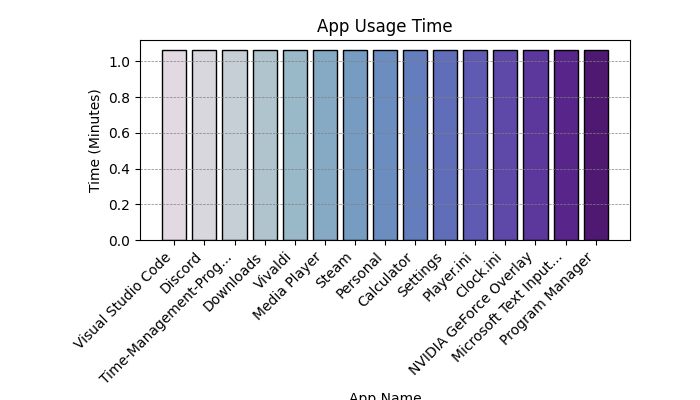 App Usage Time
Time (Minutes)
1.0
0.8
0.6
0.4
0.2
0.0
Visual Studio Code
Discord
Time-Management-Prog...
Downloads
Vivaldi
Media Player
Steam
Personal
Calculator
Settings
Player.ini
Clock.ini
NVIDIA GeForce Overlay
Microsoft Text Input...
Program Manager
App Name